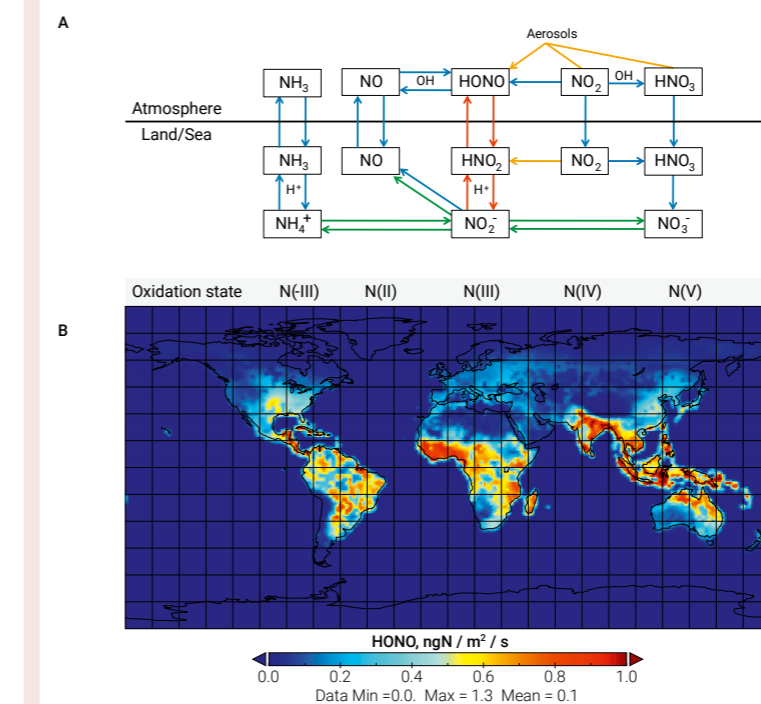 A
Aerosols
NH₃ NO OH HONO NO₂ OH HNO₃
Atmosphere
Land/Sea
NH₃ NO HNO₂ NO₂ HNO₃
H⁺ H⁺
NH₄⁺ NO₂⁻ NO₃⁻
Oxidation state N(-III) N(II) N(III) N(IV) N(V)
B
HONO, ngN / m² / s
0.0 0.2 0.4 0.6 0.8 1.0
Data Min =0.0. Max = 1.3 Mean = 0.1